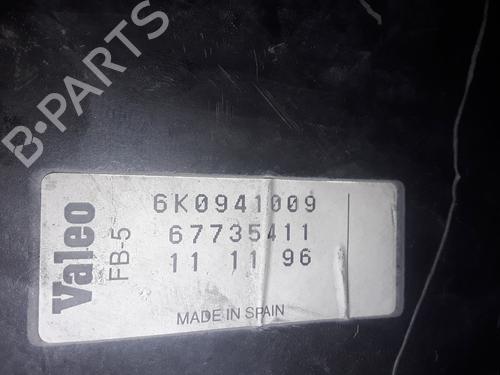 B-PARTS
Valeo
FB-5
6K0941009
67735411
11 11 96
MADE IN SPAIN